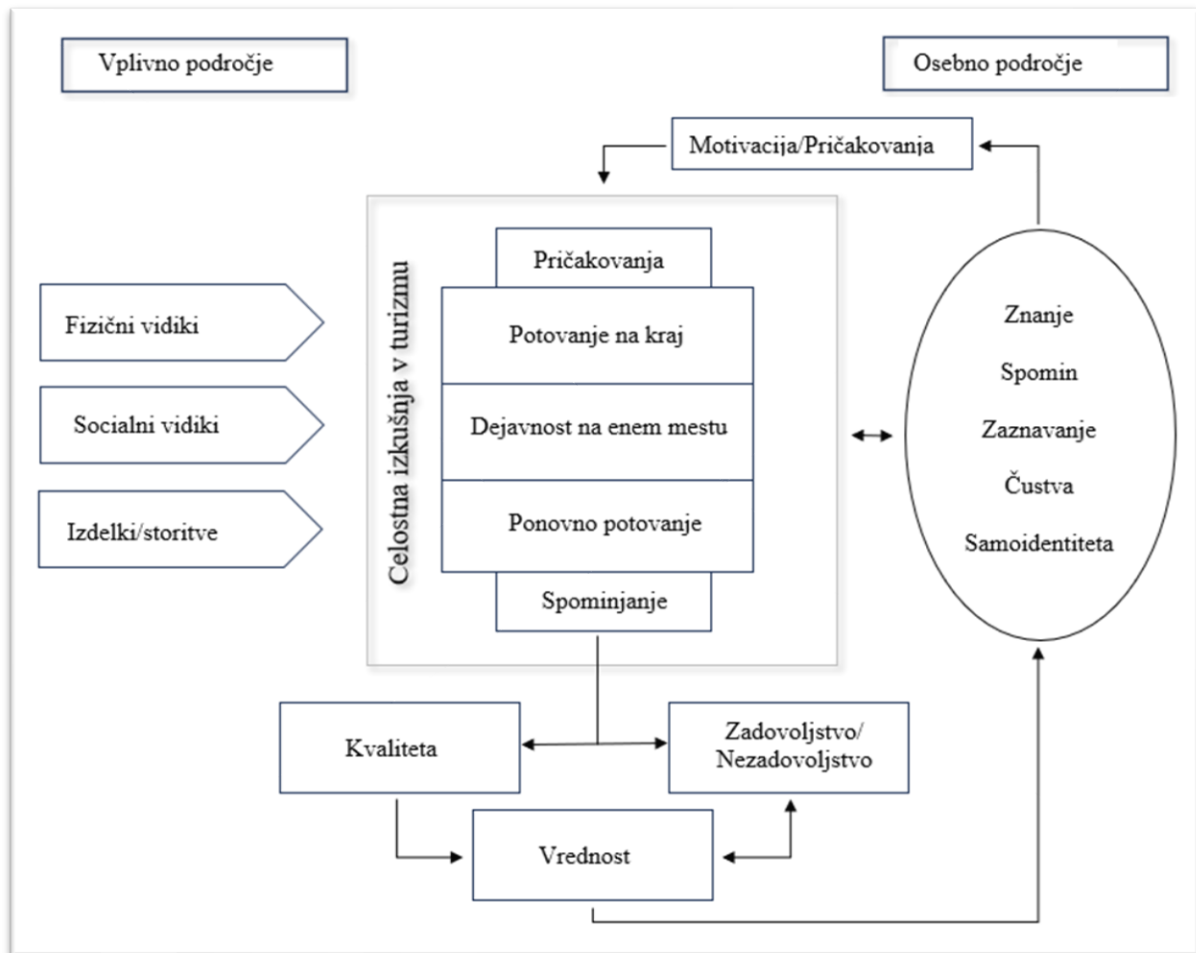 Vplivno področje
Osebno področje
Motivacija/Pričakovanja
Fizični vidiki
Socialni vidiki
Izdelki/storitve
Celostna izkušnja v turizmu
Pričakovanja
Potovanje na kraj
Dejavnost na enem mestu
Ponovno potovanje
Spominjanje
Znanje
Spomin
Zaznavanje
Čustva
Samoidentiteta
Kvaliteta
Zadovoljstvo/
Nezadovoljstvo
Vrednost